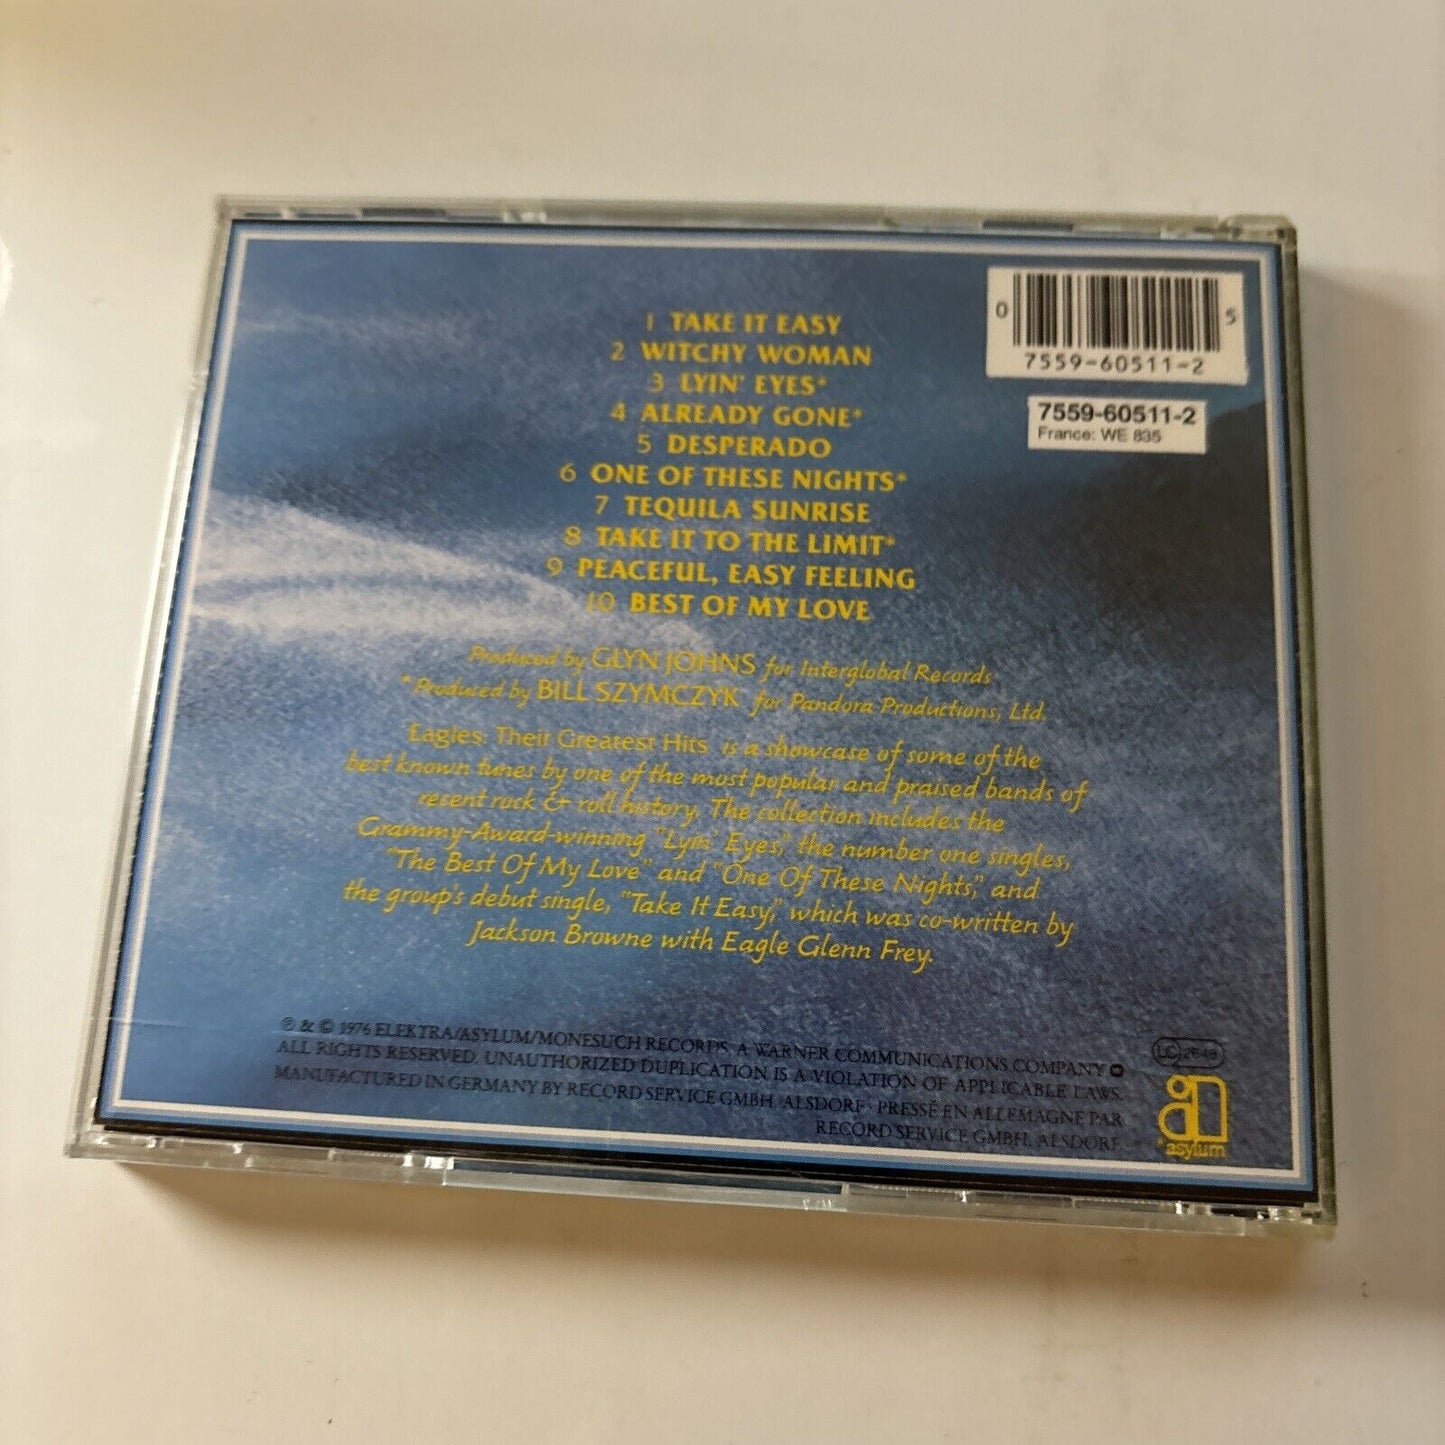 1 TAKE IT EASY
2 WITCHY WOMAN
3 LYIN' EYES*
4 ALREADY GONE*
5 DESPERADO
6 ONE OF THESE NIGHTS*
7 TEQUILA SUNRISE
8 TAKE IT TO THE LIMIT*
9 PEACEFUL, EASY FEELING
10 BEST OF MY LOVE
0 5
7559-60511-2
7559-60511-2
France: WE 835
Produced by GLYN JOHNS for Interglobal Records
* Produced by BILL SZYMCZYK for Pandora Productions, Ltd.
Eagles: Their Greatest Hits is a showcase of some of the
best known tunes by one of the most popular and praised bands of
resent rock & roll history. The collection includes the
Grammy-Award-winning "Lyin' Eyes," the number one singles,
"The Best Of My Love" and "One Of These Nights," and
the group's debut single, "Take It Easy," which was co-written by
Jackson Browne with Eagle Glenn Frey.
℗ & © 1976 ELEKTRA/ASYLUM/NONESUCH RECORDS. A WARNER COMMUNICATIONS COMPANY
ALL RIGHTS RESERVED. UNAUTHORIZED DUPLICATION IS A VIOLATION OF APPLICABLE LAWS.
MANUFACTURED IN GERMANY BY RECORD SERVICE GMBH, ALSDORF · PRESSÉ EN ALLEMAGNE PAR
RECORD SERVICE GMBH, ALSDORF.
LC 2648
asylum